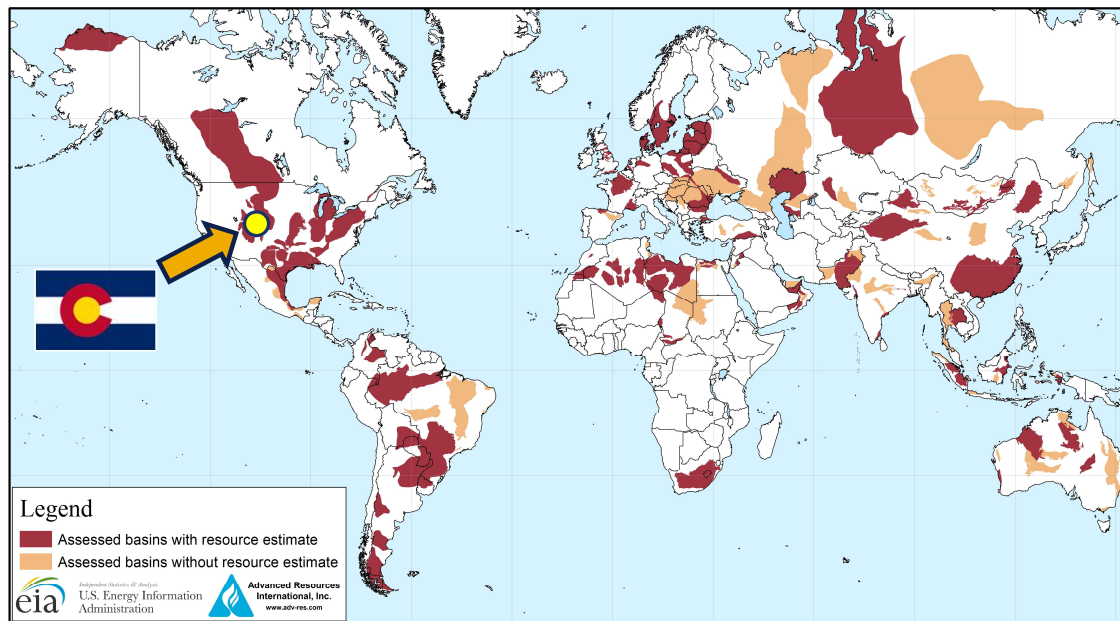 Legend
Assessed basins with resource estimate
Assessed basins without resource estimate
eia
Independent Statistics & Analysis
U.S. Energy Information
Administration
Advanced Resources
International, Inc.
www.adv-res.com